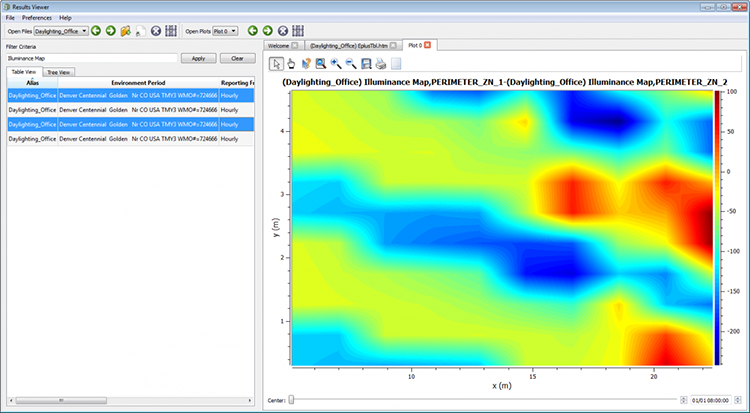 Results Viewer
File Preferences Help
Open Files Daylighting_Office Open Plots Plot 0
Filter Criteria
Illuminance Map Apply Clear
Table View Tree View
Alias Environment Period Reporting Fr
Daylighting_Office Denver Centennial Golden Nr CO USA TMY3 WMO#=724666 Hourly
Daylighting_Office Denver Centennial Golden Nr CO USA TMY3 WMO#=724666 Hourly
Daylighting_Office Denver Centennial Golden Nr CO USA TMY3 WMO#=724666 Hourly
Daylighting_Office Denver Centennial Golden Nr CO USA TMY3 WMO#=724666 Hourly
Welcome (Daylighting_Office) EplusTbl.htm Plot 0
(Daylighting_Office) Illuminance Map,PERIMETER_ZN_1-(Daylighting_Office) Illuminance Map,PERIMETER_ZN_2
4
3
2
1
y (m)
10 15 20
x (m)
100
50
0
-50
-100
-150
-200
Center: 01/01 08:00:00